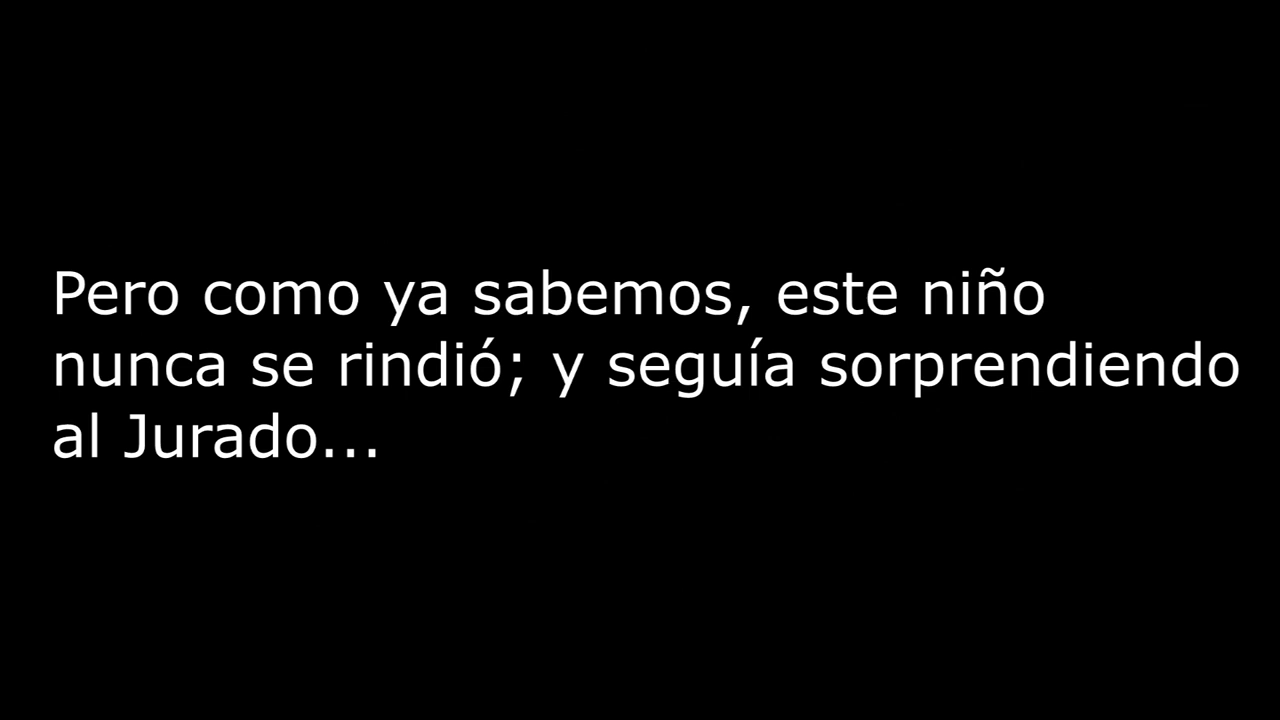 Pero como ya sabemos, este niño
nunca se rindió; y seguía sorprendiendo
al Jurado...